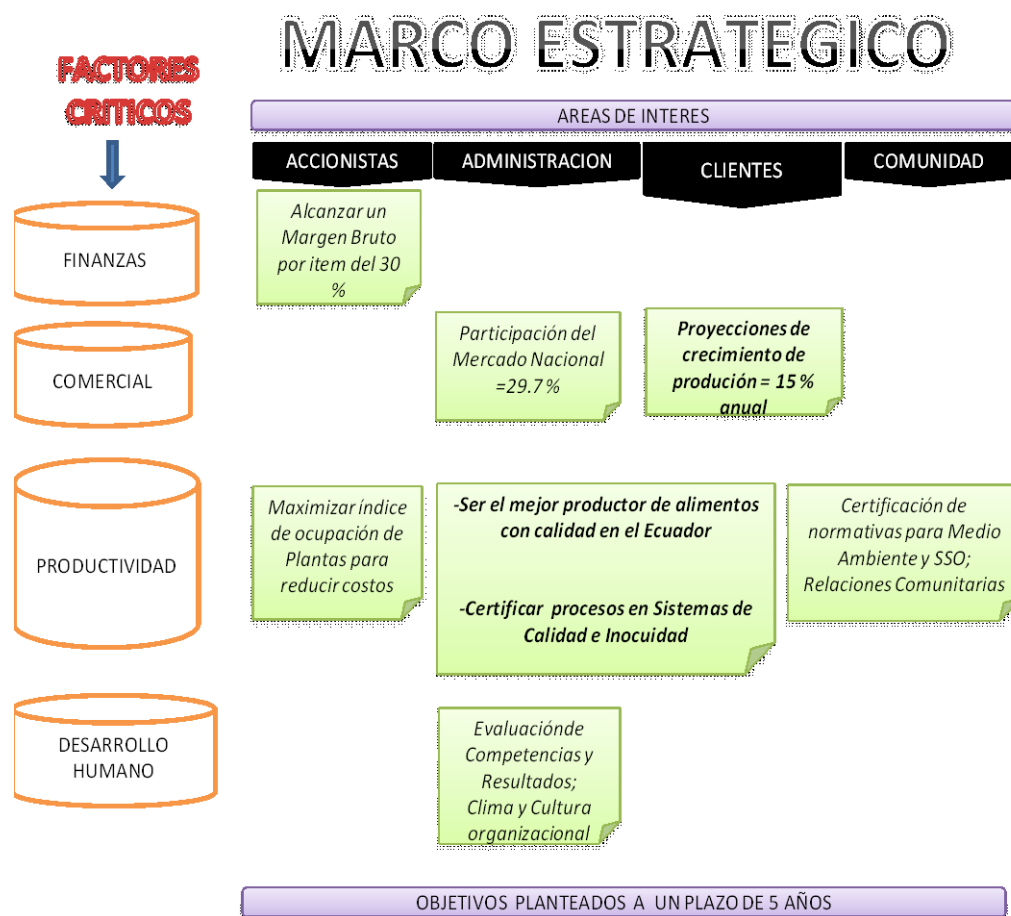 MARCO ESTRATEGICO
FACTORES
CRITICOS
AREAS DE INTERES
ACCIONISTAS
ADMINISTRACION
CLIENTES
COMUNIDAD
FINANZAS
Alcanzar un
Margen Bruto
por item del 30
%
COMERCIAL
Participación del
Mercado Nacional
=29.7 %
Proyecciones de
crecimiento de
produción = 15 %
anual
PRODUCTIVIDAD
Maximizar índice
de ocupación de
Plantas para
reducir costos
-Ser el mejor productor de alimentos
con calidad en el Ecuador
-Certificar procesos en Sistemas de
Calidad e Inocuidad
Certificación de
normativas para Medio
Ambiente y SSO;
Relaciones Comunitarias
DESARROLLO
HUMANO
Evaluaciónde
Competencias y
Resultados;
Clima y Cultura
organizacional
OBJETIVOS PLANTEADOS A UN PLAZO DE 5 AÑOS